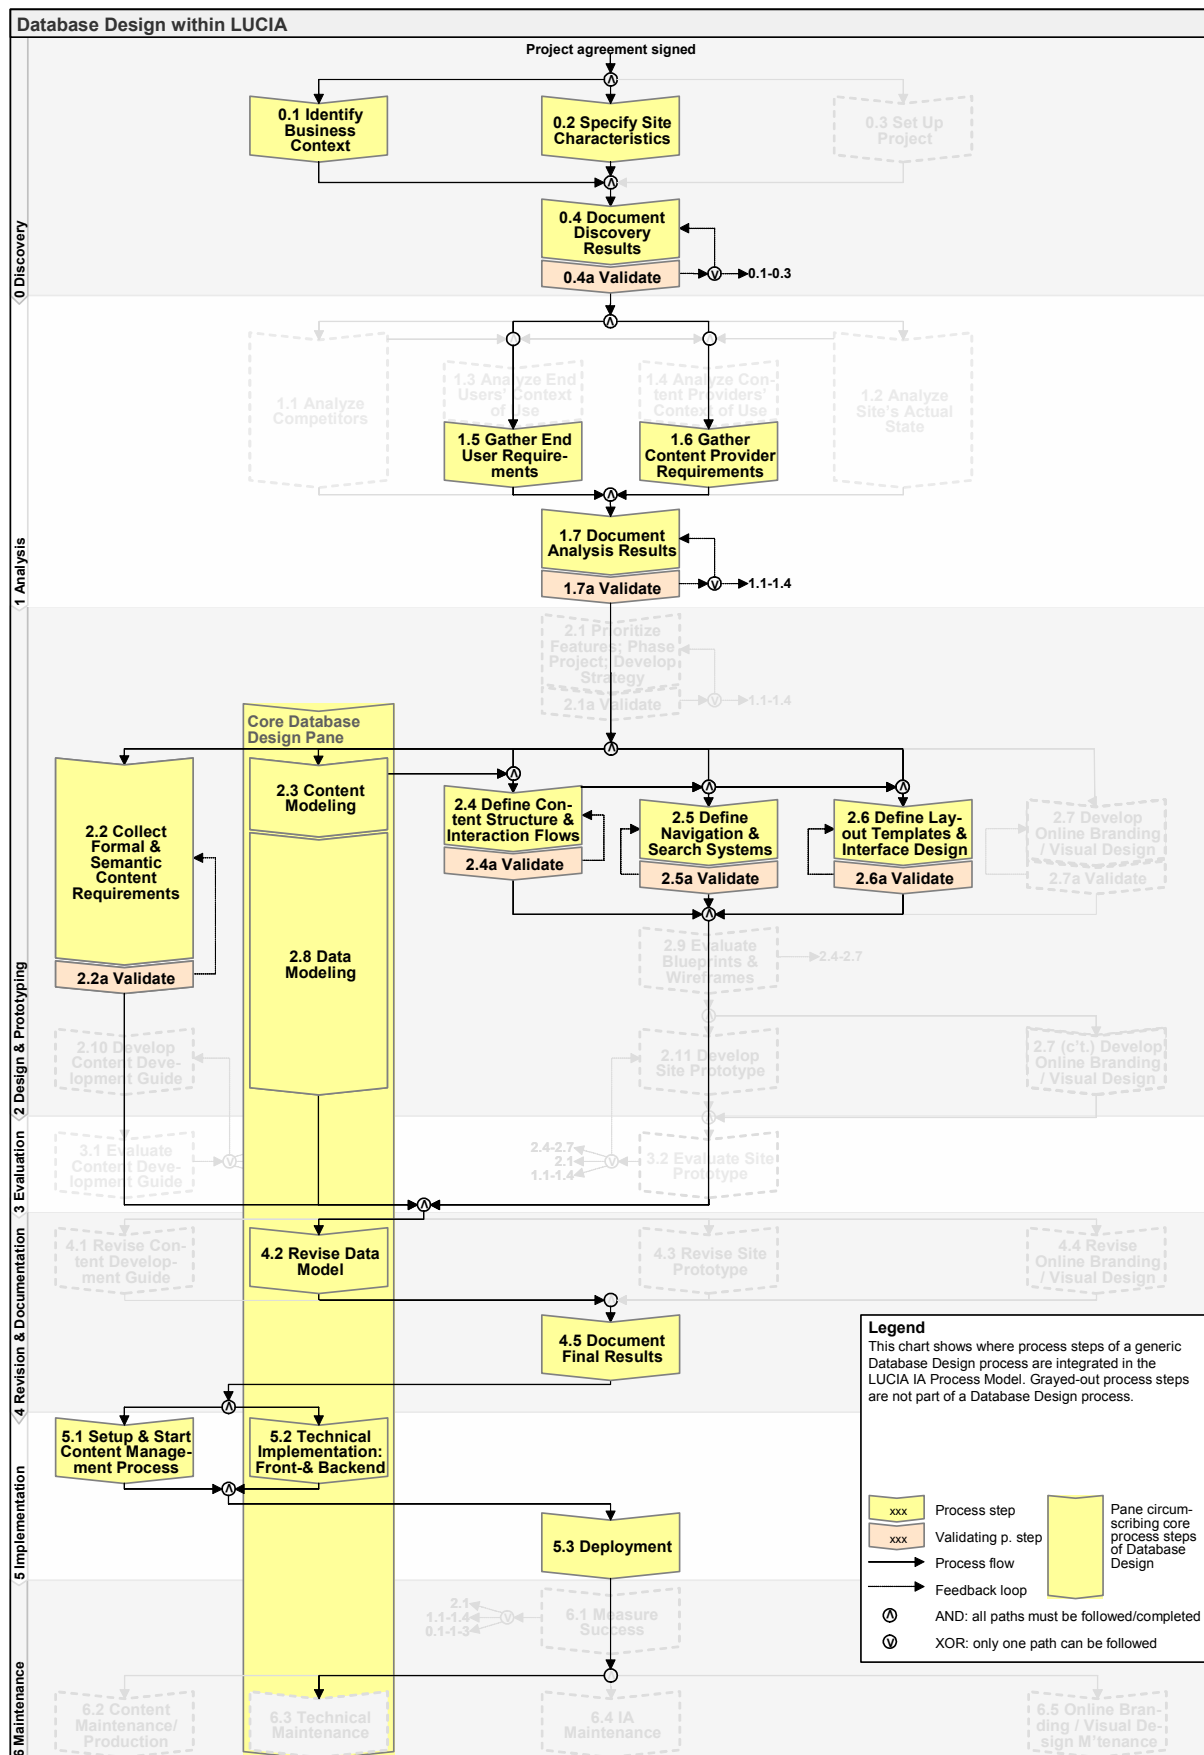 Database Design within LUCIA
Project agreement signed
0 Discovery
0.1 Identify
Business
Context
0.2 Specify Site
Characteristics
0.3 Set Up
Project
0.4 Document
Discovery
Results
0.4a Validate
0.1-0.3
1 Analysis
1.1 Analyze
Competitors
1.3 Analyze End
Users' Context
of Use
1.4 Analyze Con-
tent Providers'
Context of Use
1.2 Analyze
Site's Actual
State
1.5 Gather End
User Require-
ments
1.6 Gather
Content Provider
Requirements
1.7 Document
Analysis Results
1.7a Validate
1.1-1.4
2 Design & Prototyping
2.1 Prioritize
Features; Phase
Project; Develop
Strategy
2.1a Validate
1.1-1.4
Core Database
Design Pane
2.2 Collect
Formal &
Semantic
Content
Requirements
2.2a Validate
2.3 Content
Modeling
2.4 Define Con-
tent Structure &
Interaction Flows
2.4a Validate
2.5 Define
Navigation &
Search Systems
2.5a Validate
2.6 Define Lay-
out Templates &
Interface Design
2.6a Validate
2.7 Develop
Online Branding
/ Visual Design
2.7a Validate
2.8 Data
Modeling
2.9 Evaluate
Blueprints &
Wireframes
2.4-2.7
2.10 Develop
Content Deve-
lopment Guide
2.11 Develop
Site Prototype
2.7 (c't.) Develop
Online Branding
/ Visual Design
3 Evaluation
3.1 Evaluate
Content Deve-
lopment Guide
2.4-2.7
2.1
1.1-1.4
3.2 Evaluate Site
Prototype
4 Revision & Documentation
4.1 Revise Con-
tent Develop-
ment Guide
4.2 Revise Data
Model
4.3 Revise Site
Prototype
4.4 Revise
Online Branding
/ Visual Design
4.5 Document
Final Results
5 Implementation
5.1 Setup & Start
Content Manage-
ment Process
5.2 Technical
Implementation:
Front-& Backend
5.3 Deployment
6 Maintenance
2.1
1.1-1.4
0.1-1-3
6.1 Measure
Success
6.2 Content
Maintenance/
Production
6.3 Technical
Maintenance
6.4 IA
Maintenance
6.5 Online Bran-
ding / Visual De-
sign M'tenance
Legend
This chart shows where process steps of a generic
Database Design process are integrated in the
LUCIA IA Process Model. Grayed-out process steps
are not part of a Database Design process.
xxx Process step
xxx Validating p. step
Process flow
Feedback loop
AND: all paths must be followed/completed
XOR: only one path can be followed
Pane circum-
scribing core
process steps
of Database
Design